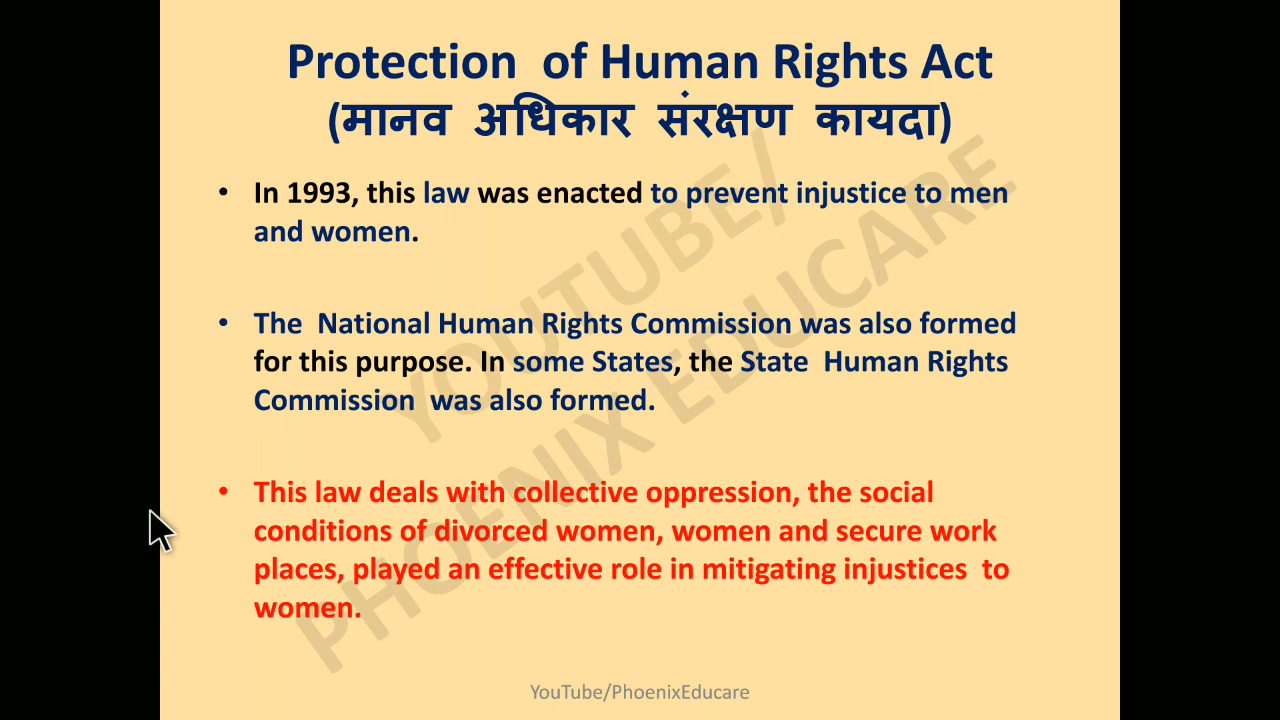 Protection of Human Rights Act
(मानव अधिकार संरक्षण कायदा)
• In 1993, this law was enacted to prevent injustice to men
and women.
• The National Human Rights Commission was also formed
for this purpose. In some States, the State Human Rights
Commission was also formed.
• This law deals with collective oppression, the social
conditions of divorced women, women and secure work
places, played an effective role in mitigating injustices to
women.
YOUTUBE/
PHOENIX EDUCARE
YouTube/PhoenixEducare